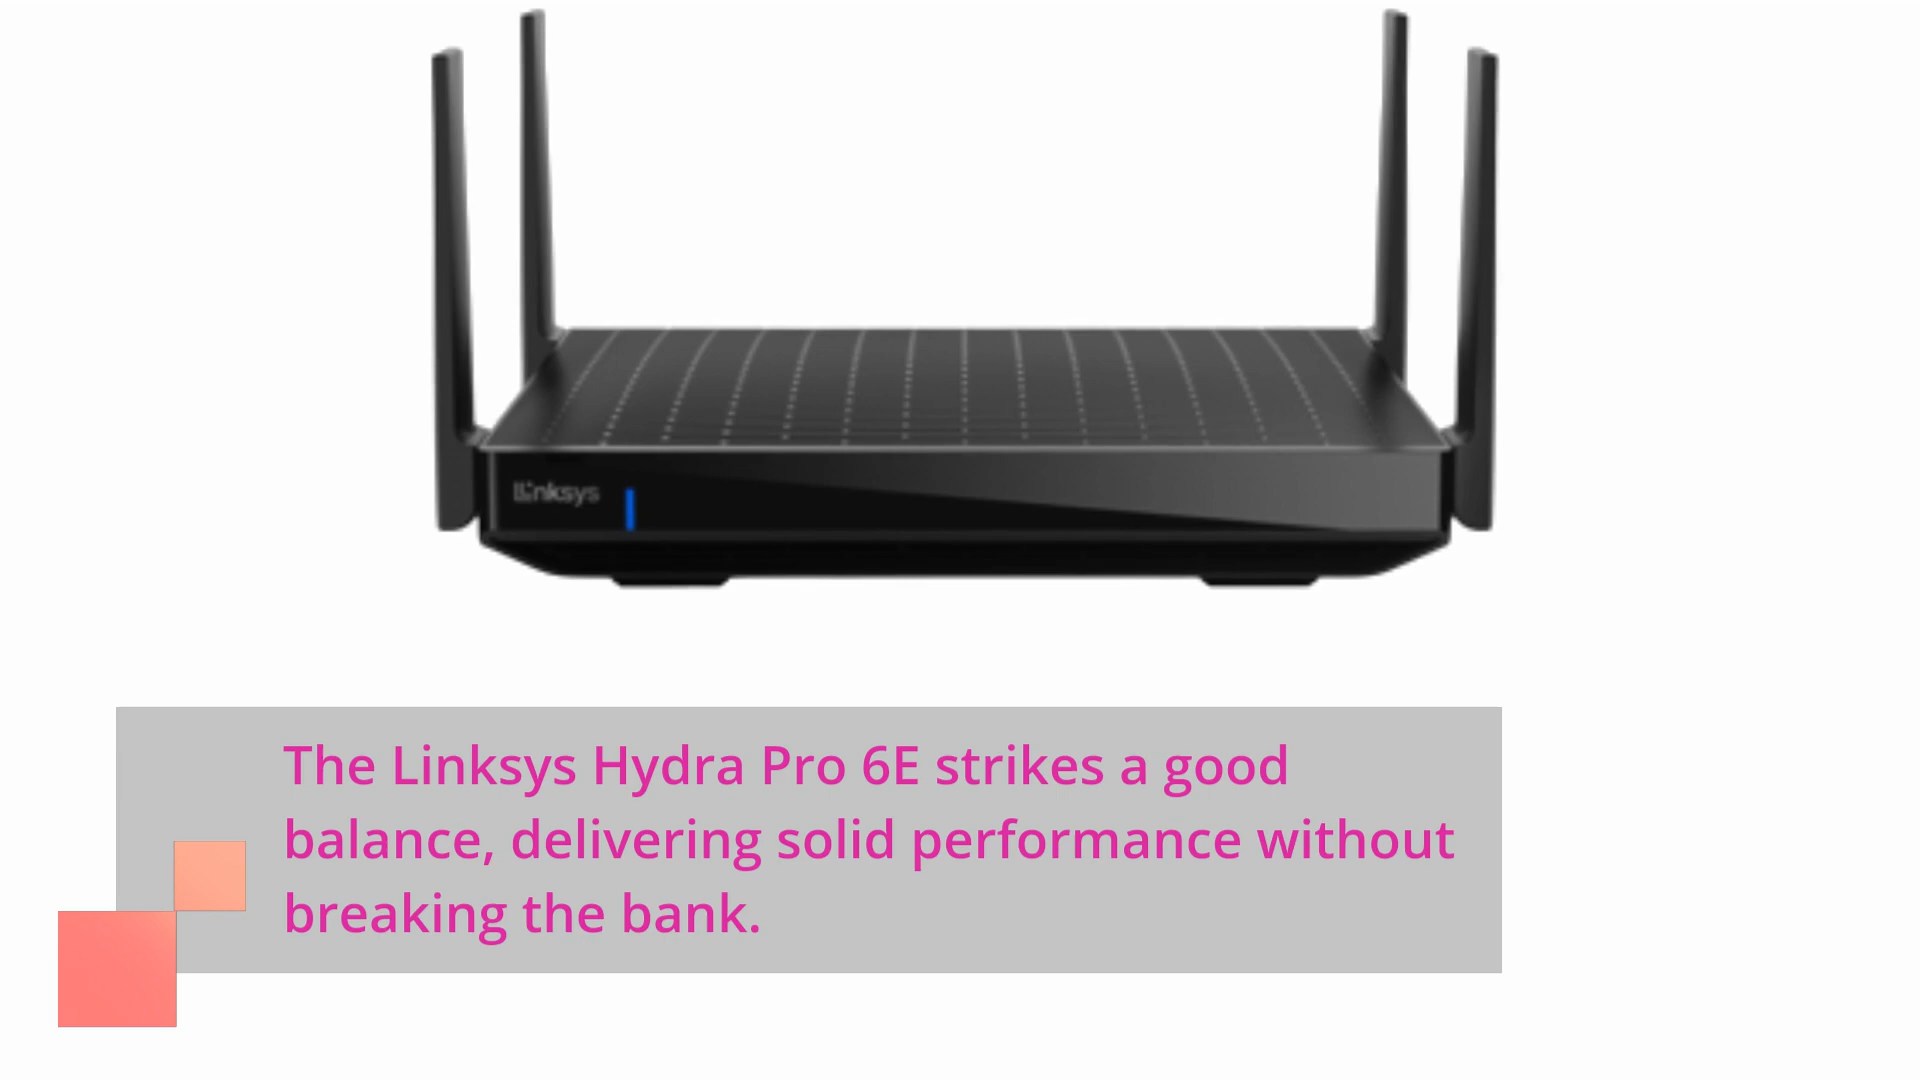 Linksys
The Linksys Hydra Pro 6E strikes a good
balance, delivering solid performance without
breaking the bank.